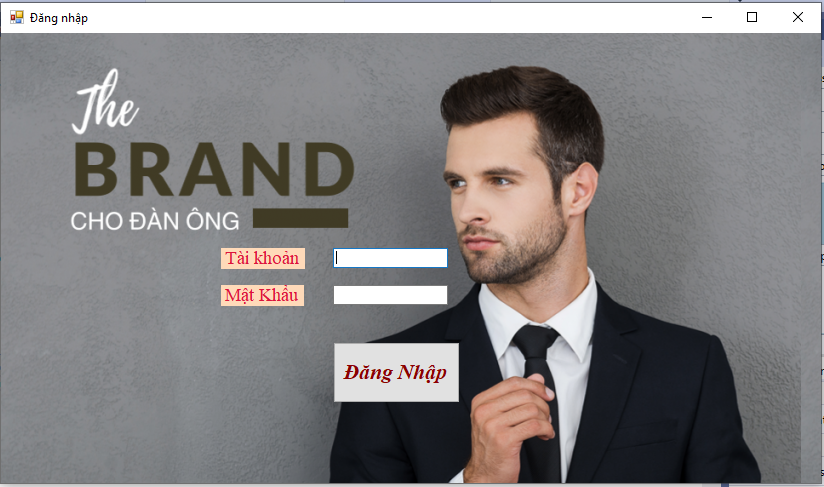 Đăng nhập
The
BRAND
CHO ĐÀN ÔNG
Tài khoản
Mật Khẩu
Đăng Nhập